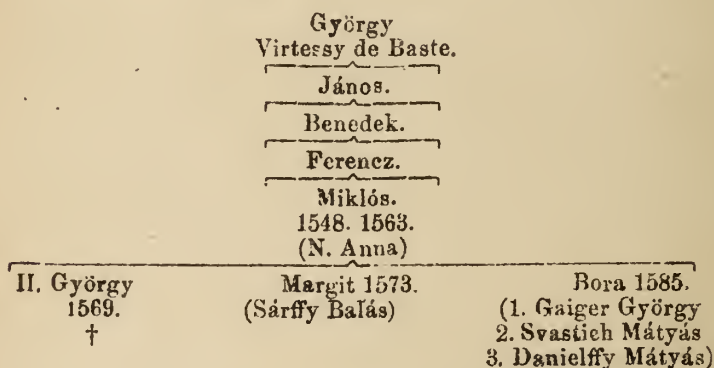 György
Virtessy de Baste.
János.
Benedek.
Ferencz.
Miklós.
1548. 1563.
(N. Anna)
II. György
1569.
†
Margit 1573.
(Sárffy Balás)
Bora 1585.
(1. Gaiger György
2. Svastich Mátyás
3. Danielffy Mátyás)